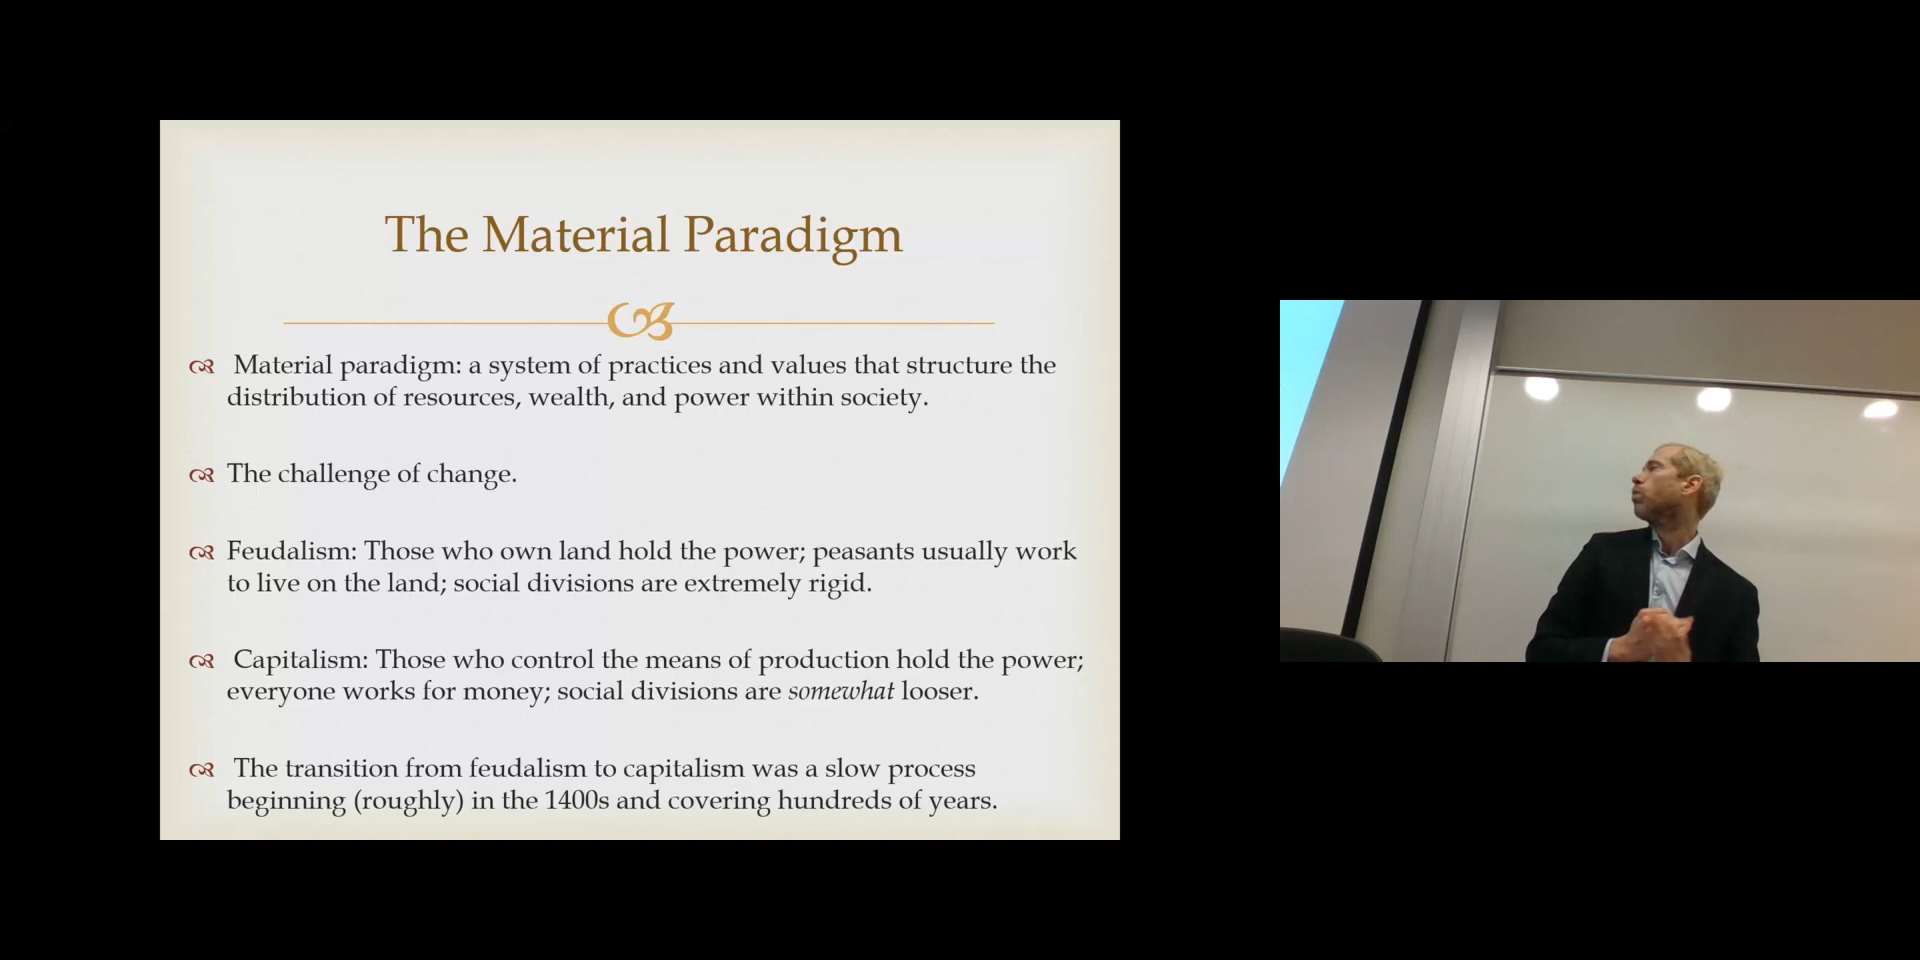 The Material Paradigm
Material paradigm: a system of practices and values that structure the
distribution of resources, wealth, and power within society.
The challenge of change.
Feudalism: Those who own land hold the power; peasants usually work
to live on the land; social divisions are extremely rigid.
Capitalism: Those who control the means of production hold the power;
everyone works for money; social divisions are somewhat looser.
The transition from feudalism to capitalism was a slow process
beginning (roughly) in the 1400s and covering hundreds of years.